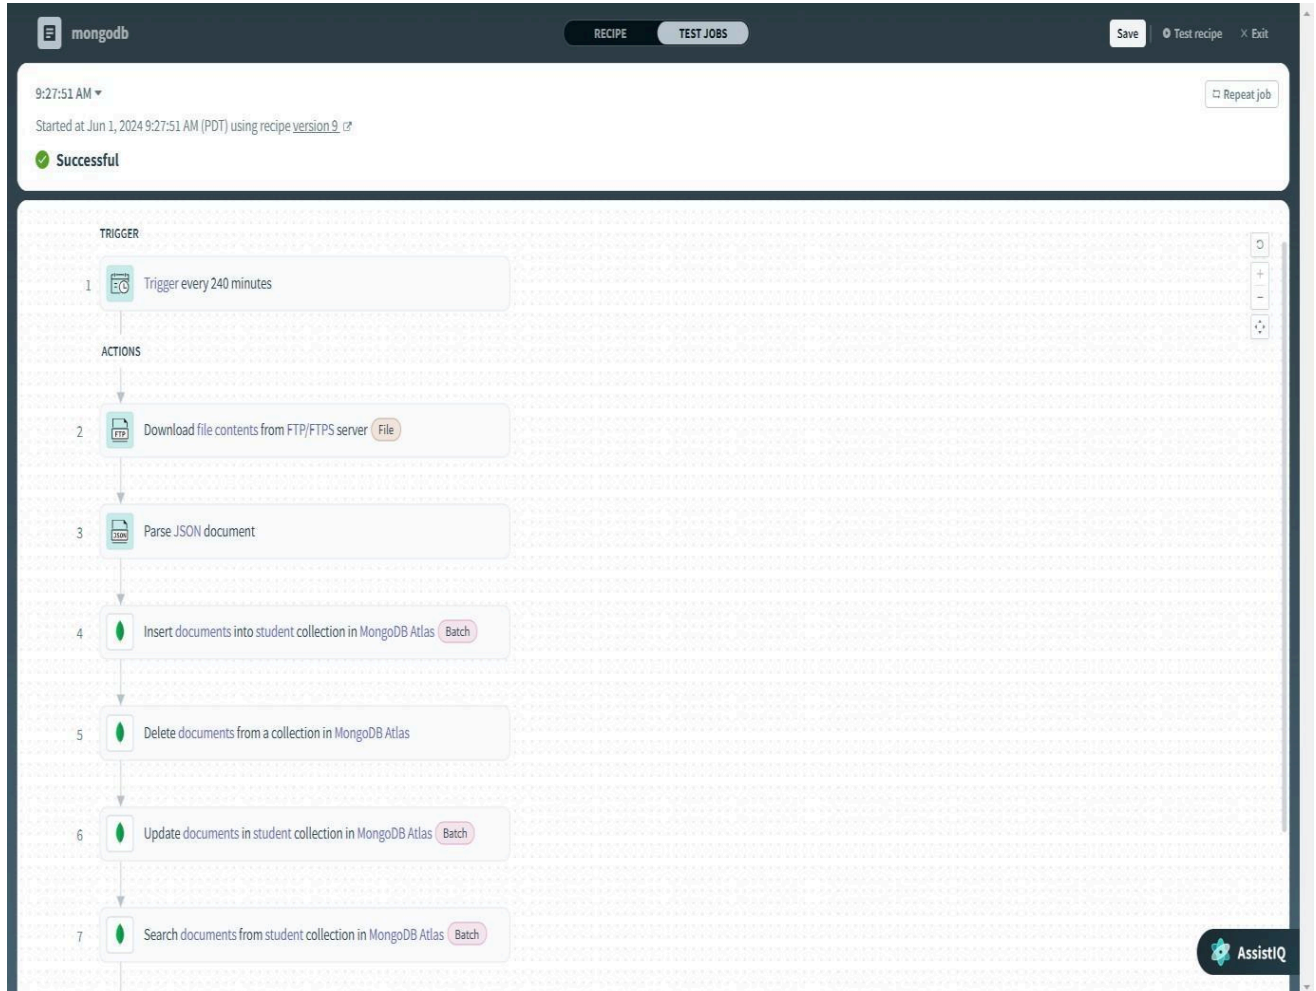 mongodb
RECIPE
TEST JOBS
Save
Test recipe
Exit
9:27:51 AM
Repeat job
Started at Jun 1, 2024 9:27:51 AM (PDT) using recipe version 9
Successful
TRIGGER
1 Trigger every 240 minutes
ACTIONS
2 FTP Download file contents from FTP/FTPS server File
3 JSON Parse JSON document
4 Insert documents into student collection in MongoDB Atlas Batch
5 Delete documents from a collection in MongoDB Atlas
6 Update documents in student collection in MongoDB Atlas Batch
7 Search documents from student collection in MongoDB Atlas Batch
AssistIQ